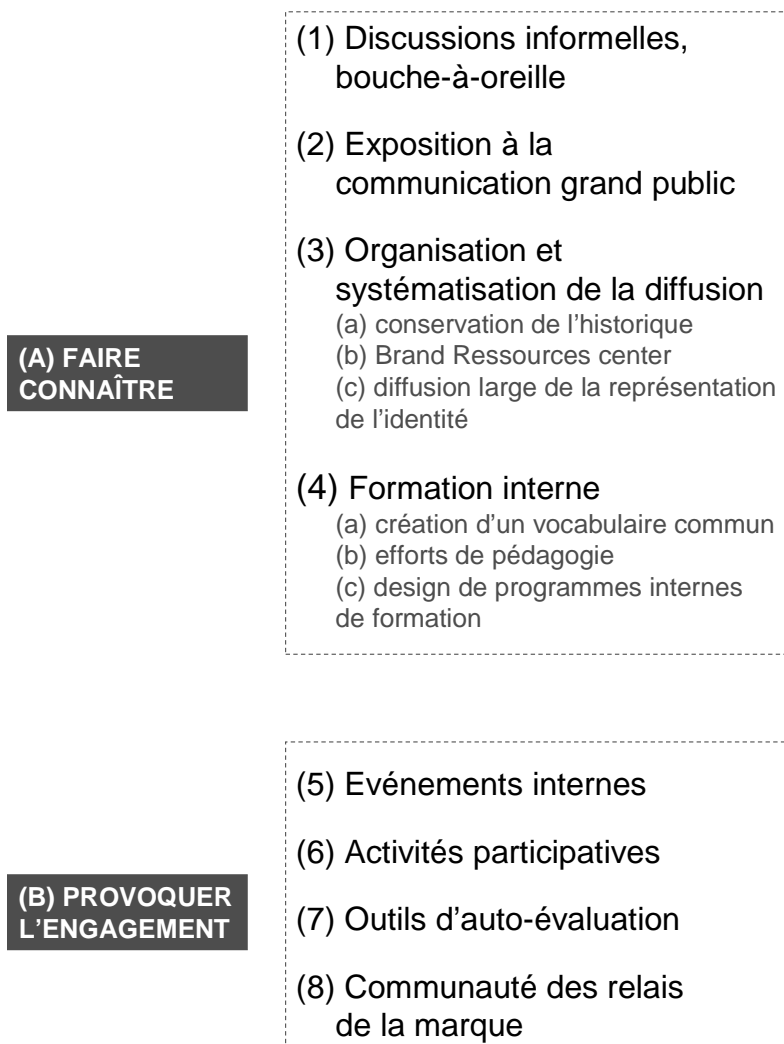 (1) Discussions informelles,
bouche-à-oreille
(2) Exposition à la
communication grand public
(3) Organisation et
systématisation de la diffusion
(a) conservation de l’historique
(b) Brand Ressources center
(c) diffusion large de la représentation
de l’identité
(A) FAIRE
CONNAÎTRE
(4) Formation interne
(a) création d’un vocabulaire commun
(b) efforts de pédagogie
(c) design de programmes internes
de formation
(5) Evénements internes
(6) Activités participatives
(B) PROVOQUER
L’ENGAGEMENT
(7) Outils d’auto-évaluation
(8) Communauté des relais
de la marque